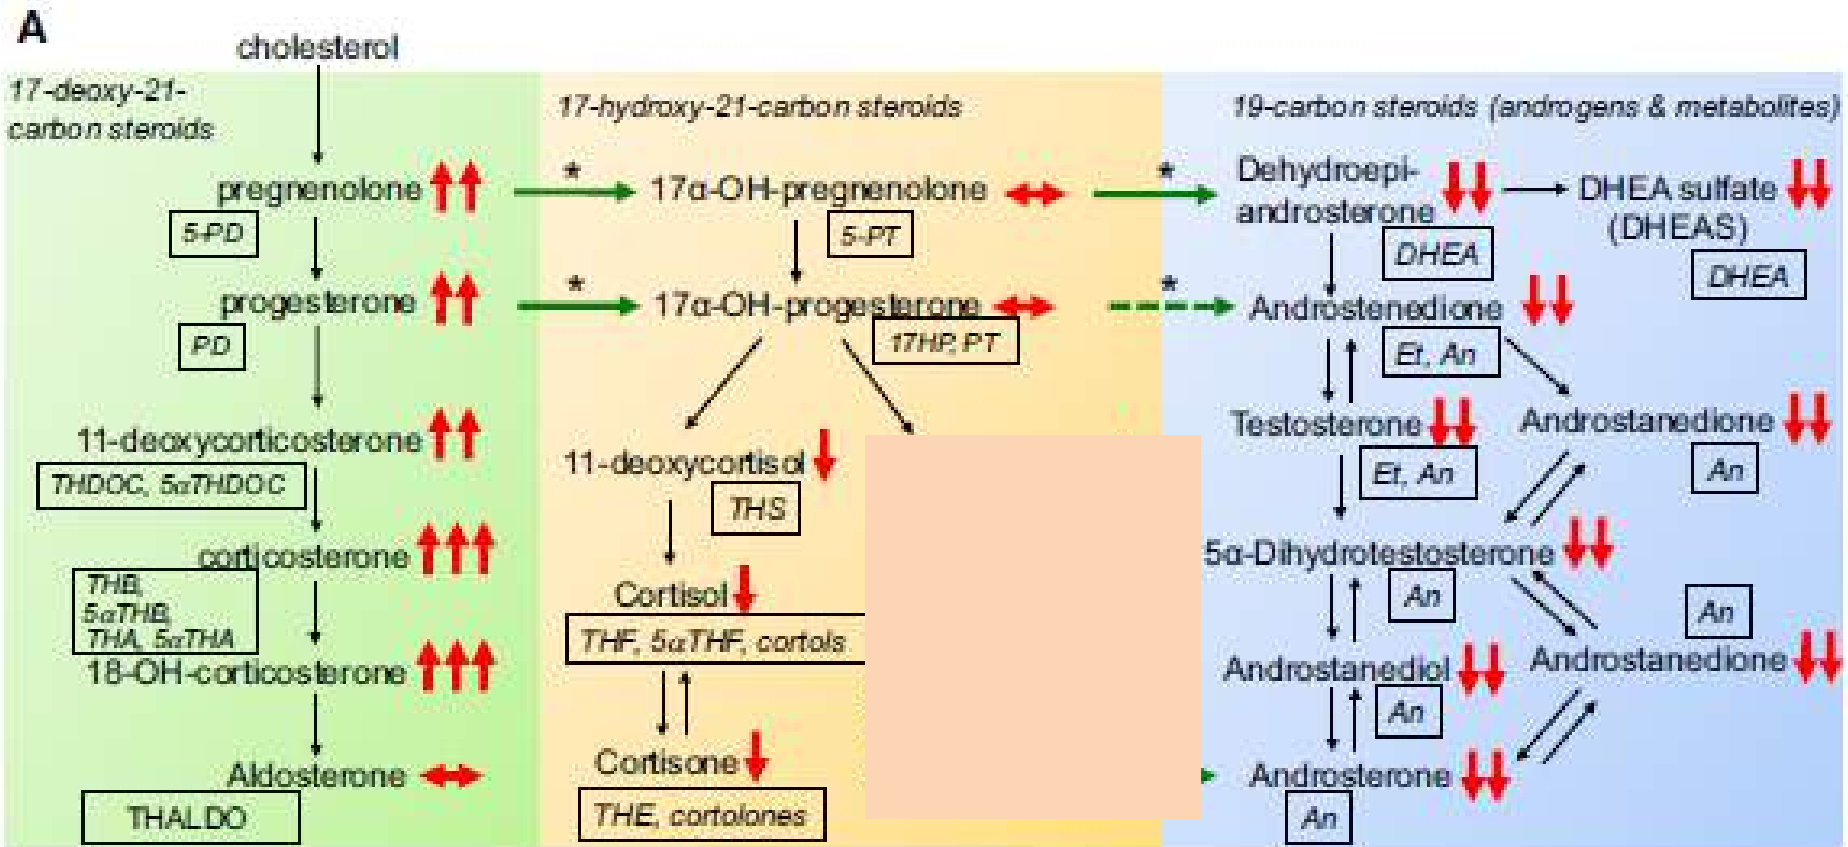 A
cholesterol
17-deoxy-21-
carbon steroids
17-hydroxy-21-carbon steroids
19-carbon steroids (androgens & metabolites)
pregnenolone
5-PD
*
17α-OH-pregnenolone
5-PT
*
Dehydroepi-
androsterone
DHEA
DHEA sulfate
(DHEAS)
DHEA
progesterone
PD
*
17α-OH-progesterone
17HP, PT
*
Androstenedione
Et, An
11-deoxycorticosterone
THDOC, 5αTHDOC
11-deoxycortisol
THS
Testosterone
Et, An
Androstanedione
An
corticosterone
THB,
5αTHB,
THA, 5αTHA
Cortisol
THF, 5αTHF, cortols
5α-Dihydrotestosterone
An
An
18-OH-corticosterone
Androstanediol
An
Androstanedione
Aldosterone
THALDO
Cortisone
THE, cortolones
Androsterone
An